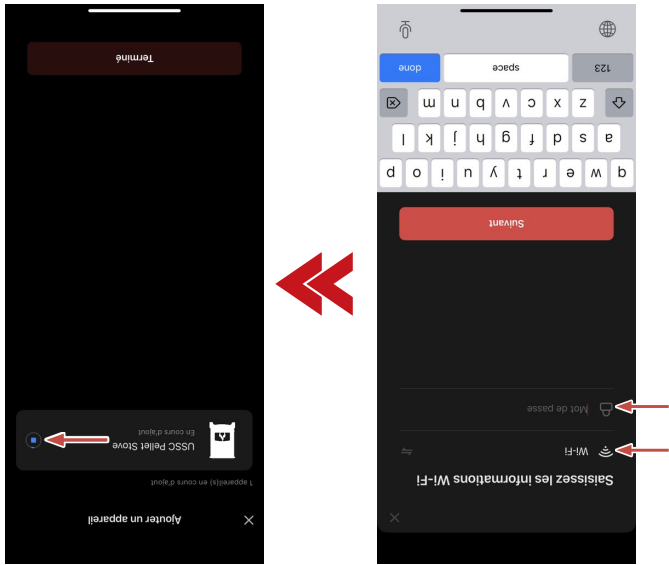 Saisissez les informations Wi-Fi
Wi-Fi
Mot de passe
Suivant
q w e r t y u i o p
a s d f g h j k l
z x c v b n m
123 space done
Ajouter un appareil
1 appareil(s) en cours d'ajout
USSC Pellet Stove
En cours d'ajout
Terminé